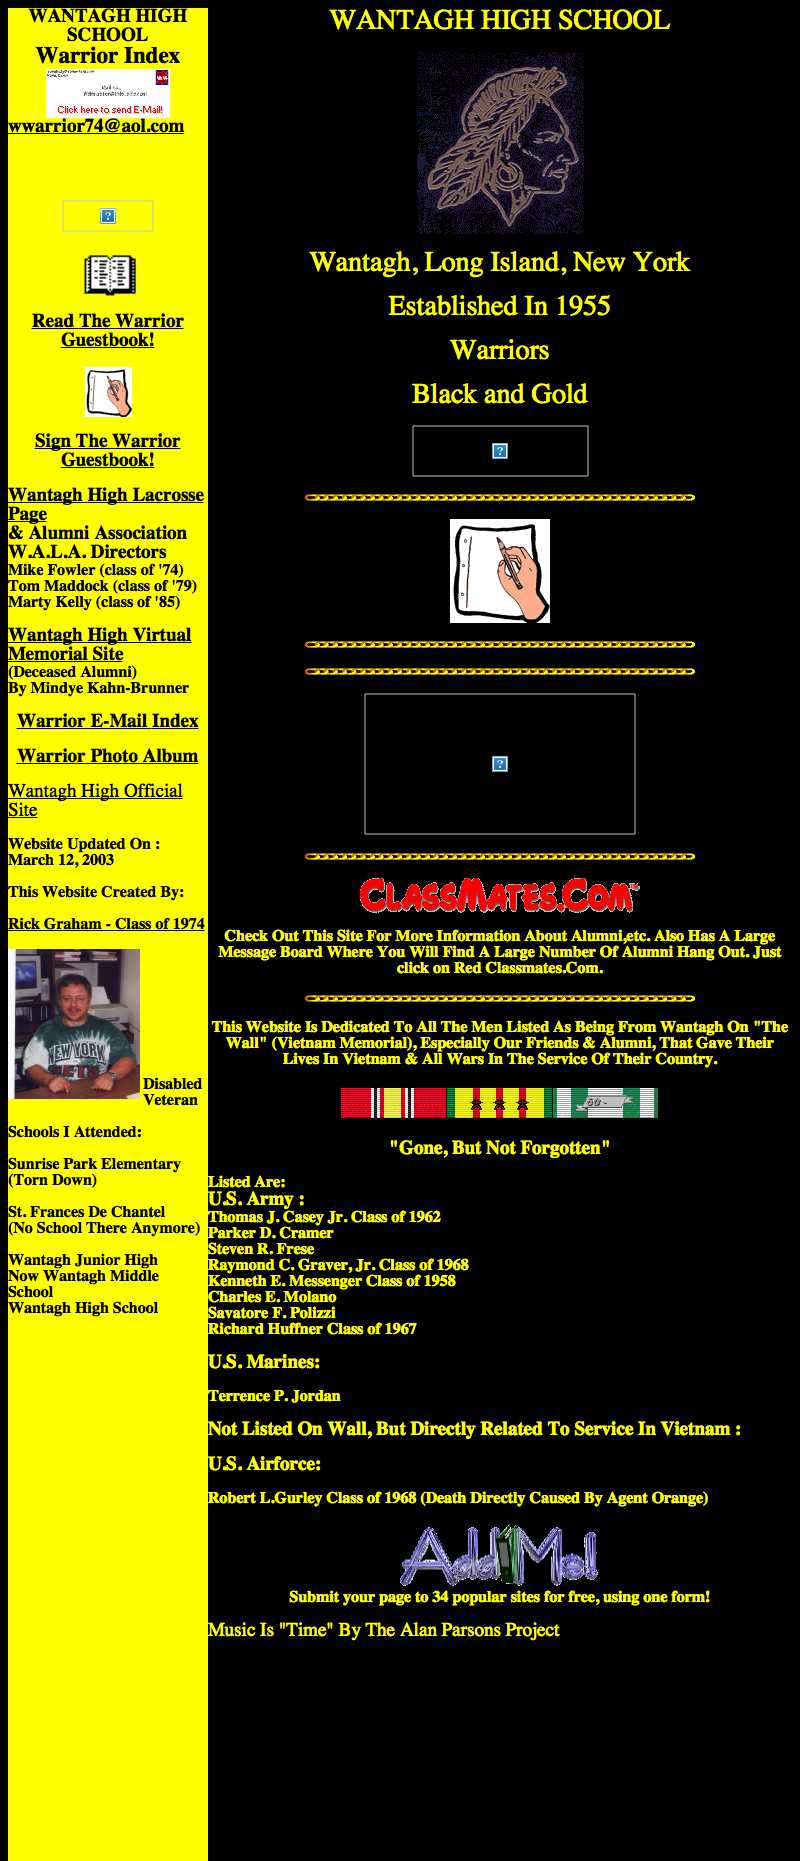 WANTAGH HIGH
SCHOOL
Warrior Index
Click here to send E-Mail!
wwarrior74@aol.com
Read The Warrior
Guestbook!
Sign The Warrior
Guestbook!
Wantagh High Lacrosse
Page
& Alumni Association
W.A.L.A. Directors
Mike Fowler (class of '74)
Tom Maddock (class of '79)
Marty Kelly (class of '85)
Wantagh High Virtual
Memorial Site
(Deceased Alumni)
By Mindye Kahn-Brunner
Warrior E-Mail Index
Warrior Photo Album
Wantagh High Official
Site
Website Updated On :
March 12, 2003
This Website Created By:
Rick Graham - Class of 1974
NEW YORK
Disabled
Veteran
Schools I Attended:
Sunrise Park Elementary
(Torn Down)
St. Frances De Chantel
(No School There Anymore)
Wantagh Junior High
Now Wantagh Middle
School
Wantagh High School
WANTAGH HIGH SCHOOL
Wantagh, Long Island, New York
Established In 1955
Warriors
Black and Gold
CLASSMATES.COM
Check Out This Site For More Information About Alumni,etc. Also Has A Large
Message Board Where You Will Find A Large Number Of Alumni Hang Out. Just
click on Red Classmates.Com.
This Website Is Dedicated To All The Men Listed As Being From Wantagh On "The
Wall" (Vietnam Memorial), Especially Our Friends & Alumni, That Gave Their
Lives In Vietnam & All Wars In The Service Of Their Country.
60 -
"Gone, But Not Forgotten"
Listed Are:
U.S. Army :
Thomas J. Casey Jr. Class of 1962
Parker D. Cramer
Steven R. Frese
Raymond C. Graver, Jr. Class of 1968
Kenneth E. Messenger Class of 1958
Charles E. Molano
Savatore F. Polizzi
Richard Huffner Class of 1967
U.S. Marines:
Terrence P. Jordan
Not Listed On Wall, But Directly Related To Service In Vietnam :
U.S. Airforce:
Robert L.Gurley Class of 1968 (Death Directly Caused By Agent Orange)
Add Me!
Submit your page to 34 popular sites for free, using one form!
Music Is "Time" By The Alan Parsons Project